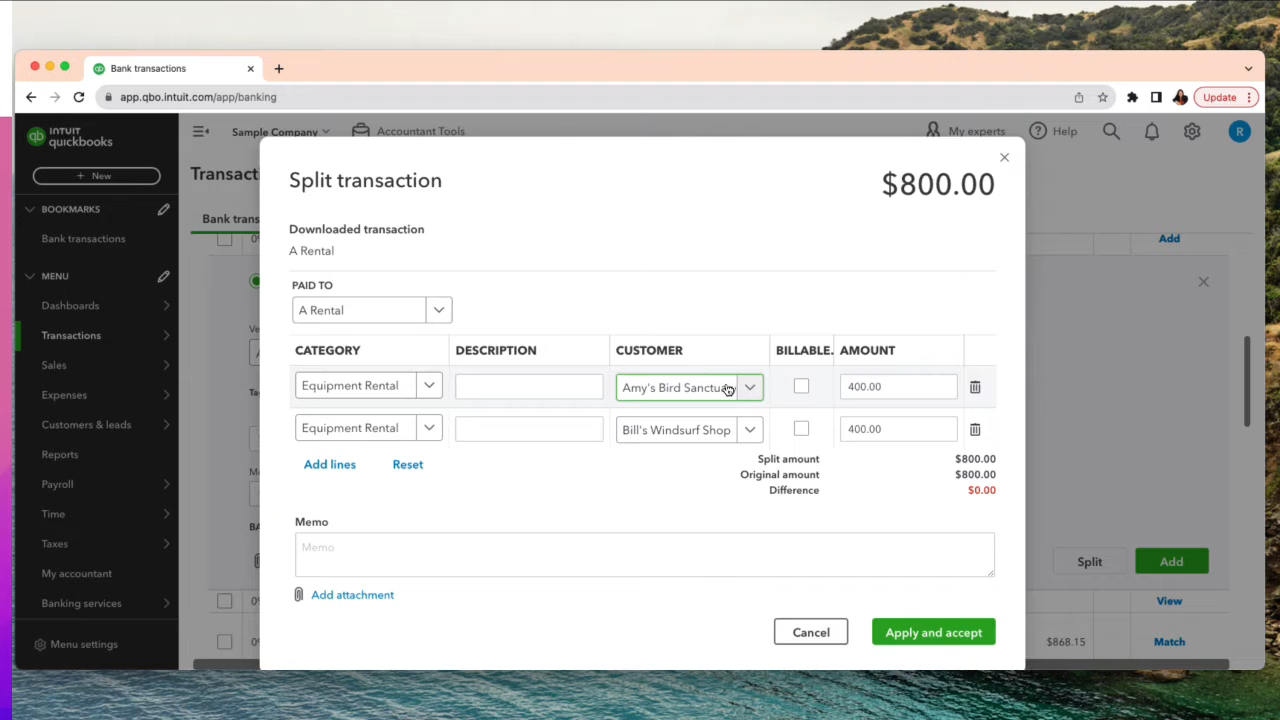 Bank transactions
app.qbo.intuit.com/app/banking
Update
INTUIT
quickbooks
Sample Company
Accountant Tools
My experts
Help
R
+ New
BOOKMARKS
Bank transactions
MENU
Dashboards
Transactions
Sales
Expenses
Customers & leads
Reports
Payroll
Time
Taxes
My accountant
Banking services
Menu settings
Transact
Bank trans
Add
Split transaction
$800.00
Downloaded transaction
A Rental
PAID TO
A Rental
CATEGORY DESCRIPTION CUSTOMER BILLABLE. AMOUNT
Equipment Rental Amy's Bird Sanctua 400.00
Equipment Rental Bill's Windsurf Shop 400.00
Add lines Reset
Split amount $800.00
Original amount $800.00
Difference $0.00
Memo
Memo
Add attachment
Cancel Apply and accept
Split Add
View
$868.15 Match